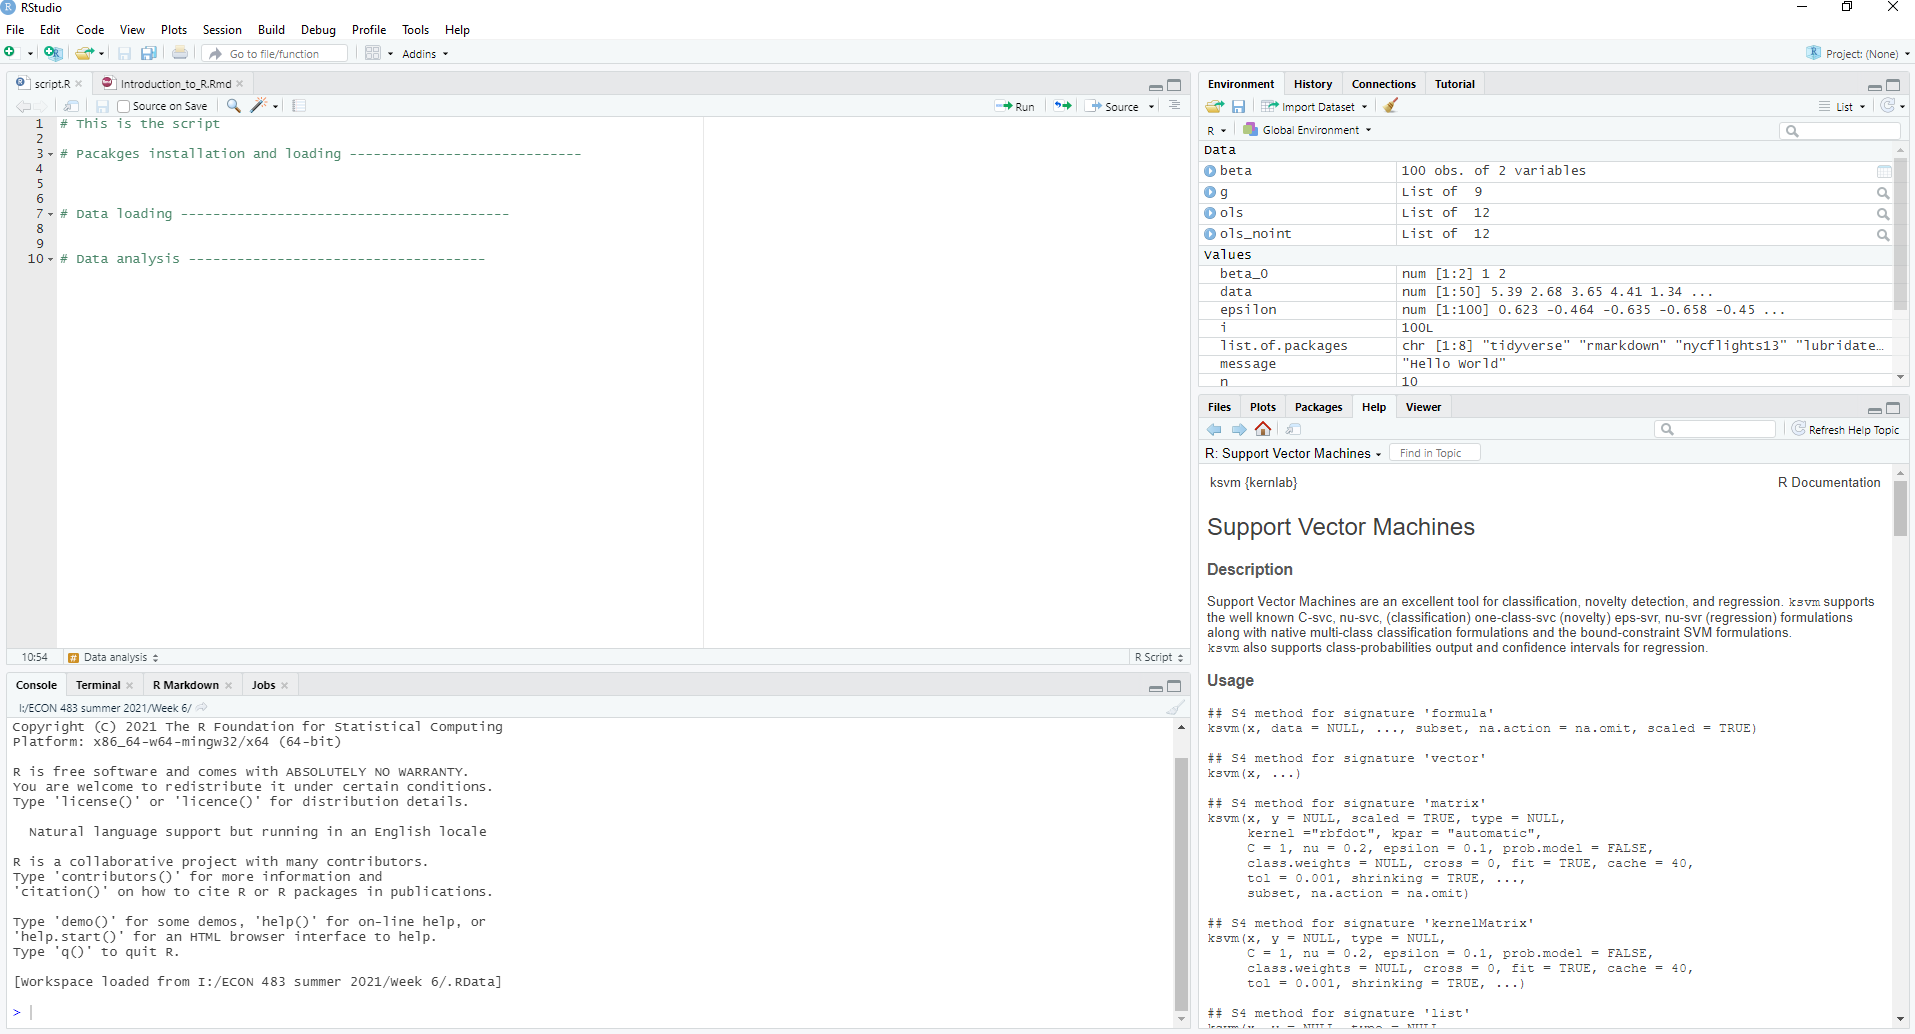 RStudio
File Edit Code View Plots Session Build Debug Profile Tools Help
Go to file/function Addins Project: (None)
script.R Introduction_to_R.Rmd
Source on Save Run Source
1 # This is the script
2
3 # Pacakges installation and loading -----------------------------
4
5
6
7 # Data loading -----------------------------------------
8
9
10 # Data analysis -------------------------------------
10:54 # Data analysis R Script
Console Terminal R Markdown Jobs
I:/ECON 483 summer 2021/Week 6/
Copyright (C) 2021 The R Foundation for Statistical Computing
Platform: x86_64-w64-mingw32/x64 (64-bit)
R is free software and comes with ABSOLUTELY NO WARRANTY.
You are welcome to redistribute it under certain conditions.
Type 'license()' or 'licence()' for distribution details.
Natural language support but running in an English locale
R is a collaborative project with many contributors.
Type 'contributors()' for more information and
'citation()' on how to cite R or R packages in publications.
Type 'demo()' for some demos, 'help()' for on-line help, or
'help.start()' for an HTML browser interface to help.
Type 'q()' to quit R.
[Workspace loaded from I:/ECON 483 summer 2021/Week 6/.RData]
>
Environment History Connections Tutorial
Import Dataset List
R Global Environment
Data
beta 100 obs. of 2 variables
g List of 9
ols List of 12
ols_noint List of 12
Values
beta_0 num [1:2] 1 2
data num [1:50] 5.39 2.68 3.65 4.41 1.34 ...
epsilon num [1:100] 0.623 -0.464 -0.635 -0.658 -0.45 ...
i 100L
list.of.packages chr [1:8] "tidyverse" "rmarkdown" "nycflights13" "lubridate…
message "Hello World"
n 10
Files Plots Packages Help Viewer
Refresh Help Topic
R: Support Vector Machines Find in Topic
ksvm {kernlab} R Documentation
Support Vector Machines
Description
Support Vector Machines are an excellent tool for classification, novelty detection, and regression. ksvm supports
the well known C-svc, nu-svc, (classification) one-class-svc (novelty) eps-svr, nu-svr (regression) formulations
along with native multi-class classification formulations and the bound-constraint SVM formulations.
ksvm also supports class-probabilities output and confidence intervals for regression.
Usage
## S4 method for signature 'formula'
ksvm(x, data = NULL, ..., subset, na.action = na.omit, scaled = TRUE)
## S4 method for signature 'vector'
ksvm(x, ...)
## S4 method for signature 'matrix'
ksvm(x, y = NULL, scaled = TRUE, type = NULL,
kernel ="rbfdot", kpar = "automatic",
C = 1, nu = 0.2, epsilon = 0.1, prob.model = FALSE,
class.weights = NULL, cross = 0, fit = TRUE, cache = 40,
tol = 0.001, shrinking = TRUE, ...,
subset, na.action = na.omit)
## S4 method for signature 'kernelMatrix'
ksvm(x, y = NULL, type = NULL,
C = 1, nu = 0.2, epsilon = 0.1, prob.model = FALSE,
class.weights = NULL, cross = 0, fit = TRUE, cache = 40,
tol = 0.001, shrinking = TRUE, ...)
## S4 method for signature 'list'